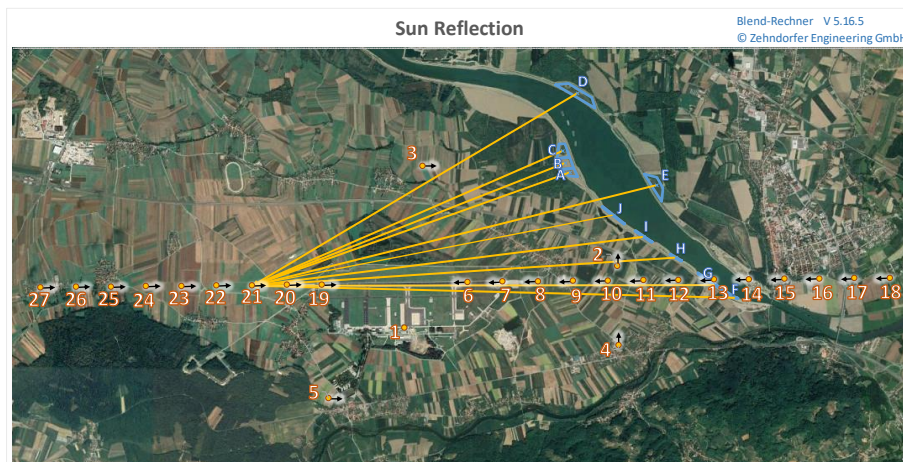 Sun Reflection
Blend-Rechner V 5.16.5
© Zehndorfer Engineering GmbH
D
C
3
B
A
E
J
I
2
H
G
27 26 25 24 23 22 21 20 19 6 7 8 9 10 11 12 13 14 15 16 17 18
F
1
4
5